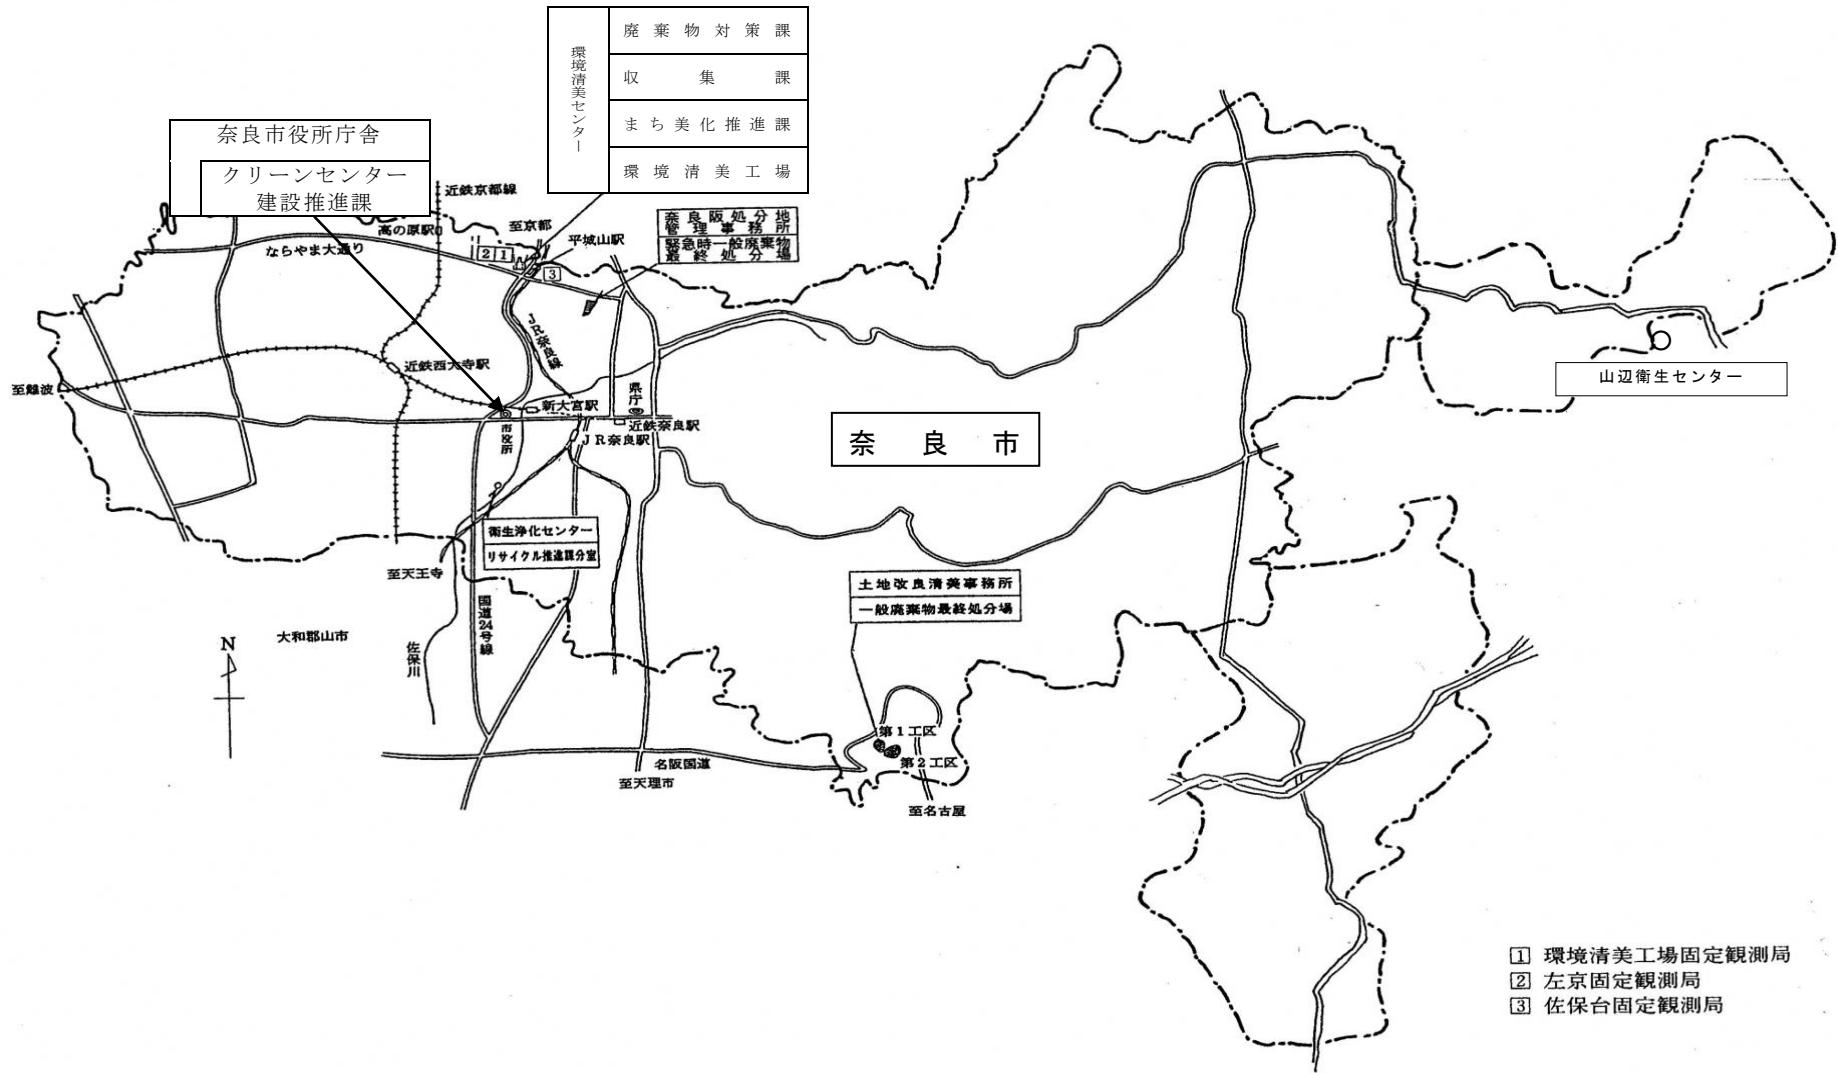 環境清美センター
廃棄物対策課
収集課
まち美化推進課
環境清美工場
奈良市役所庁舎
クリーンセンター
建設推進課
近鉄京都線
至京都
高の原駅
平城山駅
ならやま大通り
2 1
3
奈良阪処分地
管理事務所
緊急時一般廃棄物
最終処分場
JR奈良線
近鉄西大寺駅
至難波
新大宮駅
県庁
市役所
近鉄奈良駅
JR奈良駅
奈良市
山辺衛生センター
衛生浄化センター
リサイクル推進課分室
至天王寺
国道24号線
佐保川
大和郡山市
N
土地改良清美事務所
一般廃棄物最終処分場
第1工区
第2工区
名阪国道
至天理市
至名古屋
1 環境清美工場固定観測局
2 左京固定観測局
3 佐保台固定観測局